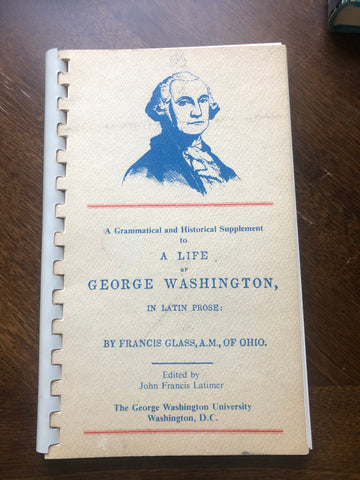 A Grammatical and Historical Supplement
to
A LIFE
OF
GEORGE WASHINGTON,
IN LATIN PROSE:
BY FRANCIS GLASS, A.M., OF OHIO.
Edited by
John Francis Latimer
The George Washington University
Washington, D.C.